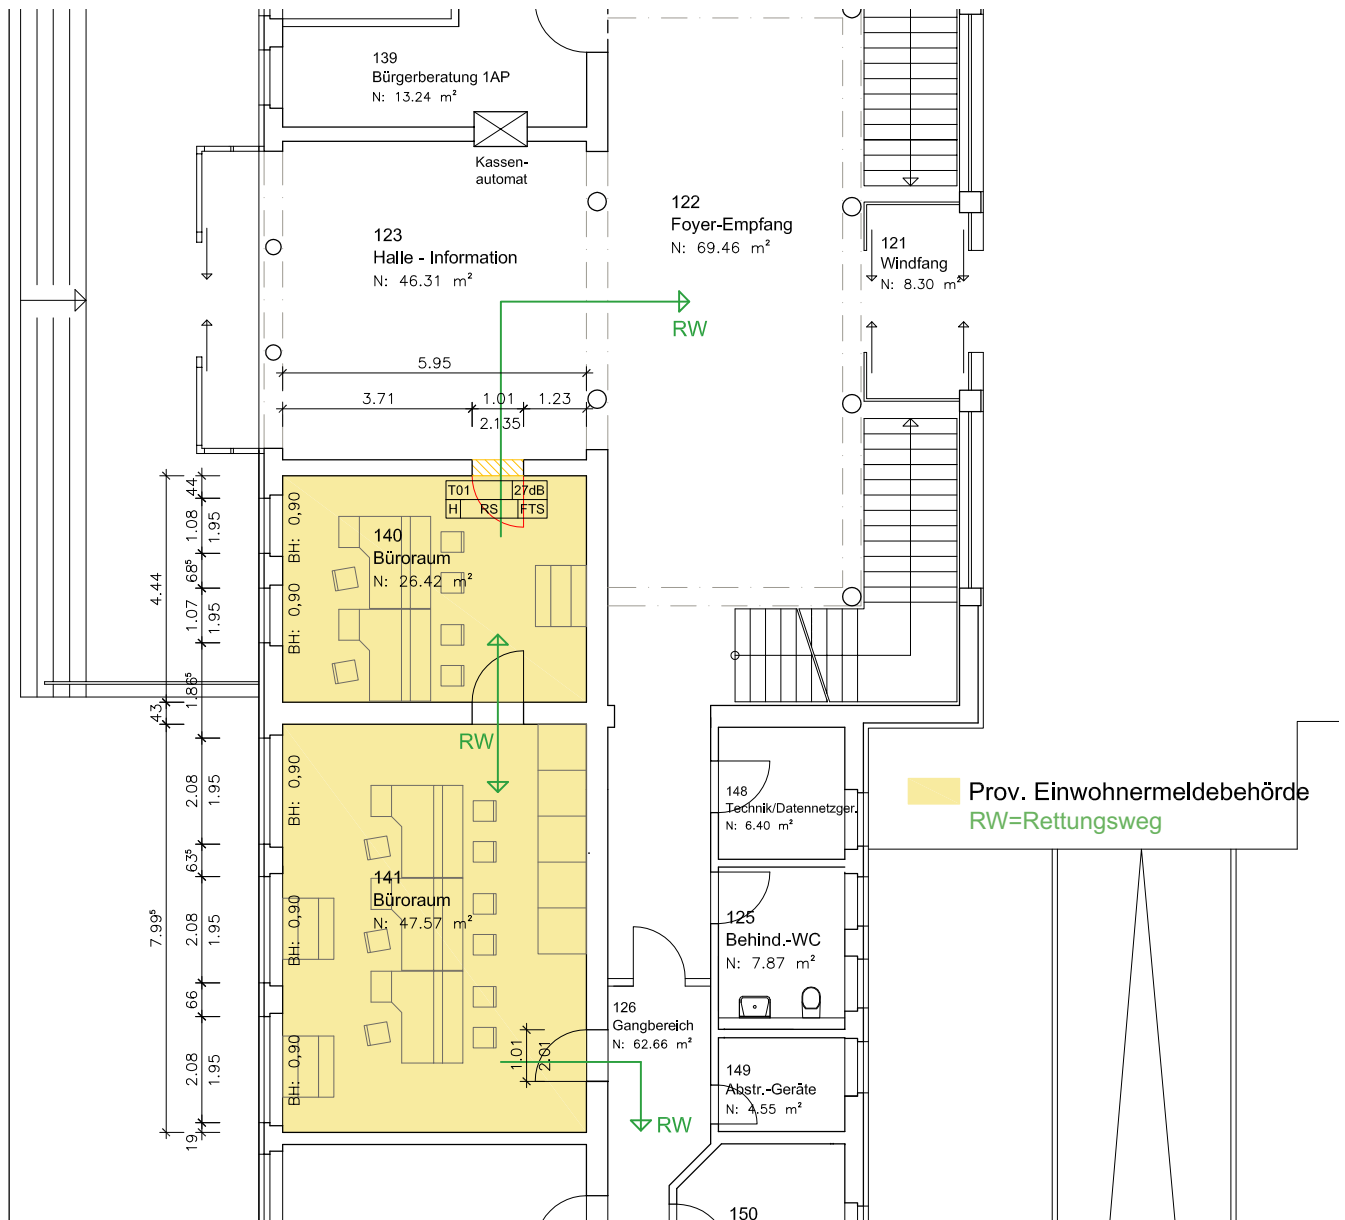 139
Bürgerberatung 1AP
N: 13.24 m²
Kassen-
automat
122
Foyer-Empfang
N: 69.46 m²
123
Halle - Information
N: 46.31 m²
121
Windfang
N: 8.30 m²
RW
5.95
3.71
1.01
1.23
2.135
T01
27dB
H
RS
FTS
140
Büroraum
N: 26.42 m²
BH: 0,90
BH: 0,90
44
1.08
1.95
68⁵
1.07
1.95
4.44
1.86⁵
43
RW
148
Technik/Datennetzger.
N: 6.40 m²
Prov. Einwohnermeldebehörde
RW=Rettungsweg
BH: 0,90
2.08
1.95
63⁵
141
Büroraum
N: 47.57 m²
7.99⁵
BH: 0,90
2.08
1.95
66
125
Behind.-WC
N: 7.87 m²
126
Gangbereich
N: 62.66 m²
1.01
2.01
BH: 0,90
2.08
1.95
19
149
Abstr.-Geräte
N: 4.55 m²
RW
150